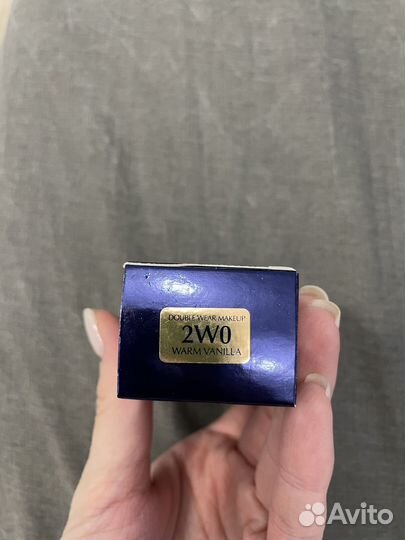 DOUBLE WEAR MAKEUP
2W0
WARM VANILLA
Avito